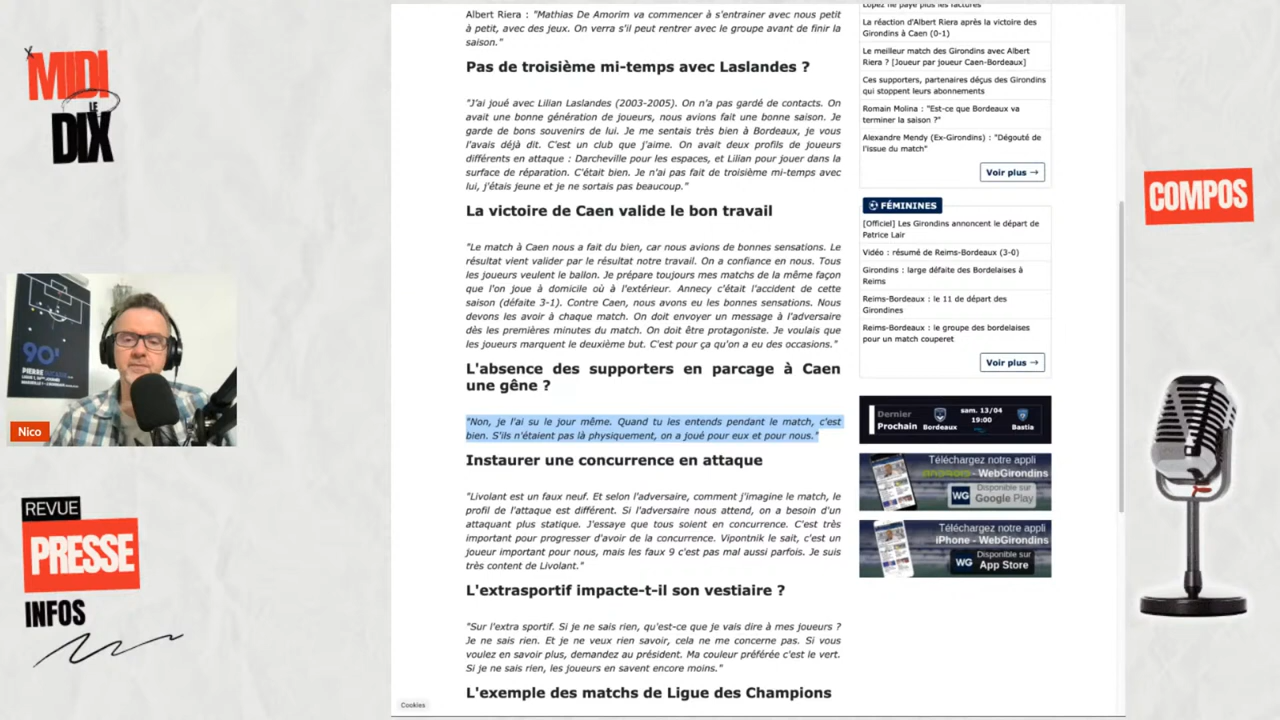 MIDI
LE
DIX
90'
PIERRE
Nico
REVUE
PRESSE
INFOS
Albert Riera : "Mathias De Amorim va commencer à s'entrainer avec nous petit
à petit, avec des jeux. On verra s'il peut rentrer avec le groupe avant de finir la
saison."
Pas de troisième mi-temps avec Laslandes ?
"J'ai joué avec Lilian Laslandes (2003-2005). On n'a pas gardé de contacts. On
avait une bonne génération de joueurs, nous avions fait une bonne saison. Je
garde de bons souvenirs de lui. Je me sentais très bien à Bordeaux, je vous
l'avais déjà dit. C'est un club que j'aime. On avait deux profils de joueurs
différents en attaque : Darcheville pour les espaces, et Lilian pour jouer dans la
surface de réparation. C'était bien. Je n'ai pas fait de troisième mi-temps avec
lui, j'étais jeune et je ne sortais pas beaucoup."
La victoire de Caen valide le bon travail
"Le match à Caen nous a fait du bien, car nous avions de bonnes sensations. Le
résultat vient valider par le résultat notre travail. On a confiance en nous. Tous
les joueurs veulent le ballon. Je prépare toujours mes matchs de la même façon
que l'on joue à domicile où à l'extérieur. Annecy c'était l'accident de cette
saison (défaite 3-1). Contre Caen, nous avons eu les bonnes sensations. Nous
devons les avoir à chaque match. On doit envoyer un message à l'adversaire
dès les premières minutes du match. On doit être protagoniste. Je voulais que
les joueurs marquent le deuxième but. C'est pour ça qu'on a eu des occasions."
L'absence des supporters en parcage à Caen
une gêne ?
"Non, je l'ai su le jour même. Quand tu les entends pendant le match, c'est
bien. S'ils n'étaient pas là physiquement, on a joué pour eux et pour nous."
Instaurer une concurrence en attaque
"Livolant est un faux neuf. Et selon l'adversaire, comment j'imagine le match, le
profil de l'attaque est différent. Si l'adversaire nous attend, on a besoin d'un
attaquant plus statique. J'essaye que tous soient en concurrence. C'est très
important pour progresser d'avoir de la concurrence. Vipontnik le sait, c'est un
joueur important pour nous, mais les faux 9 c'est pas mal aussi parfois. Je suis
très content de Livolant."
L'extrasportif impacte-t-il son vestiaire ?
"Sur l'extra sportif. Si je ne sais rien, qu'est-ce que je vais dire à mes joueurs ?
Je ne sais rien. Et je ne veux rien savoir, cela ne me concerne pas. Si vous
voulez en savoir plus, demandez au président. Ma couleur préférée c'est le vert.
Si je ne sais rien, les joueurs en savent encore moins."
L'exemple des matchs de Ligue des Champions
Cookies
Lopez ne paye plus les factures
La réaction d'Albert Riera après la victoire des
Girondins à Caen (0-1)
Le meilleur match des Girondins avec Albert
Riera ? [Joueur par joueur Caen-Bordeaux]
Ces supporters, partenaires déçus des Girondins
qui stoppent leurs abonnements
Romain Molina : "Est-ce que Bordeaux va
terminer la saison ?"
Alexandre Mendy (Ex-Girondins) : "Dégouté de
l'issue du match"
Voir plus →
FÉMININES
[Officiel] Les Girondins annoncent le départ de
Patrice Lair
Vidéo : résumé de Reims-Bordeaux (3-0)
Girondins : large défaite des Bordelaises à
Reims
Reims-Bordeaux : le 11 de départ des
Girondines
Reims-Bordeaux : le groupe des bordelaises
pour un match couperet
Voir plus →
Dernier
Prochain
Bordeaux
sam. 13/04
19:00
Bastia
Téléchargez notre appli
ANDROID - WebGirondins
WG
Disponible sur
Google Play
Téléchargez notre appli
iPhone - WebGirondins
WG
Disponible sur
App Store
COMPOS